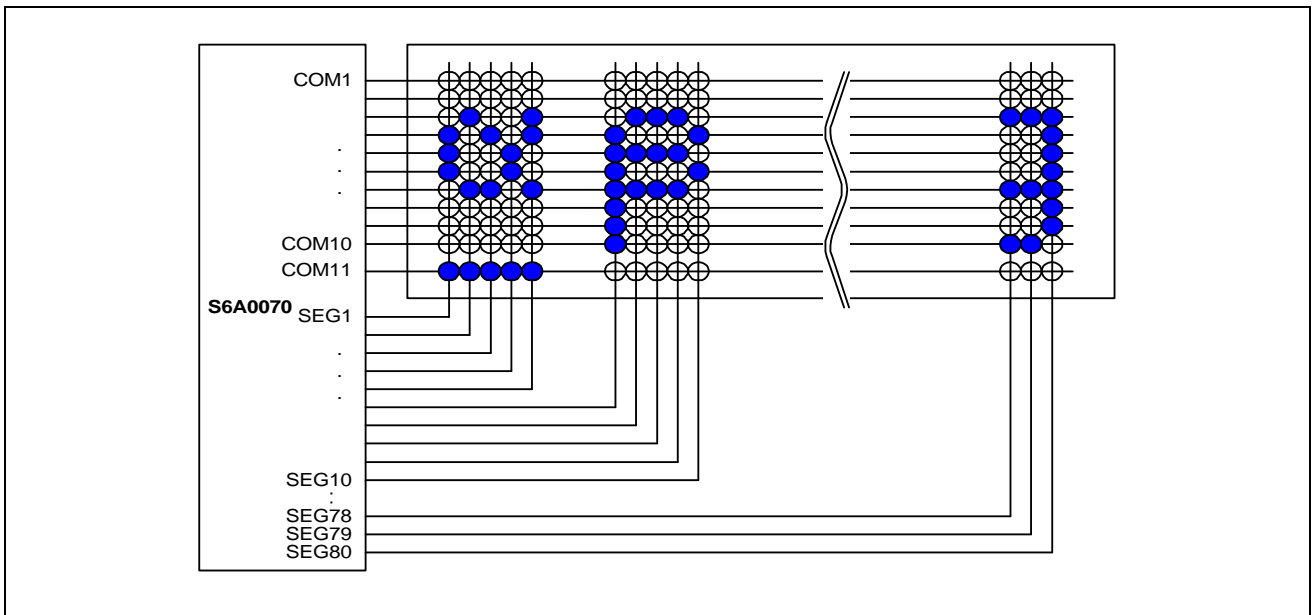 COM1
.
.
.
COM10
COM11
S6A0070 SEG1
.
.
.
SEG10
:
SEG78
SEG79
SEG80